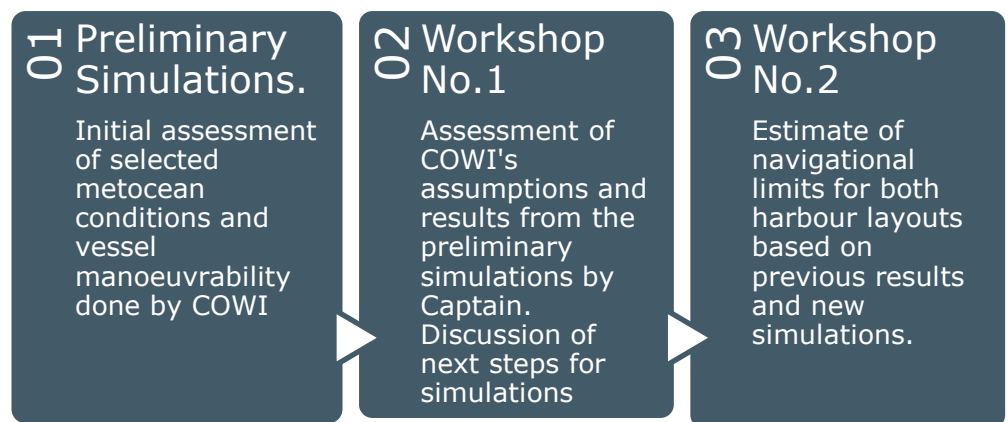 01
Preliminary
Simulations.
Initial assessment
of selected
metocean
conditions and
vessel
manoeuvrability
done by COWI
02
Workshop
No.1
Assessment of
COWI's
assumptions and
results from the
preliminary
simulations by
Captain.
Discussion of
next steps for
simulations
03
Workshop
No.2
Estimate of
navigational
limits for both
harbour layouts
based on
previous results
and new
simulations.